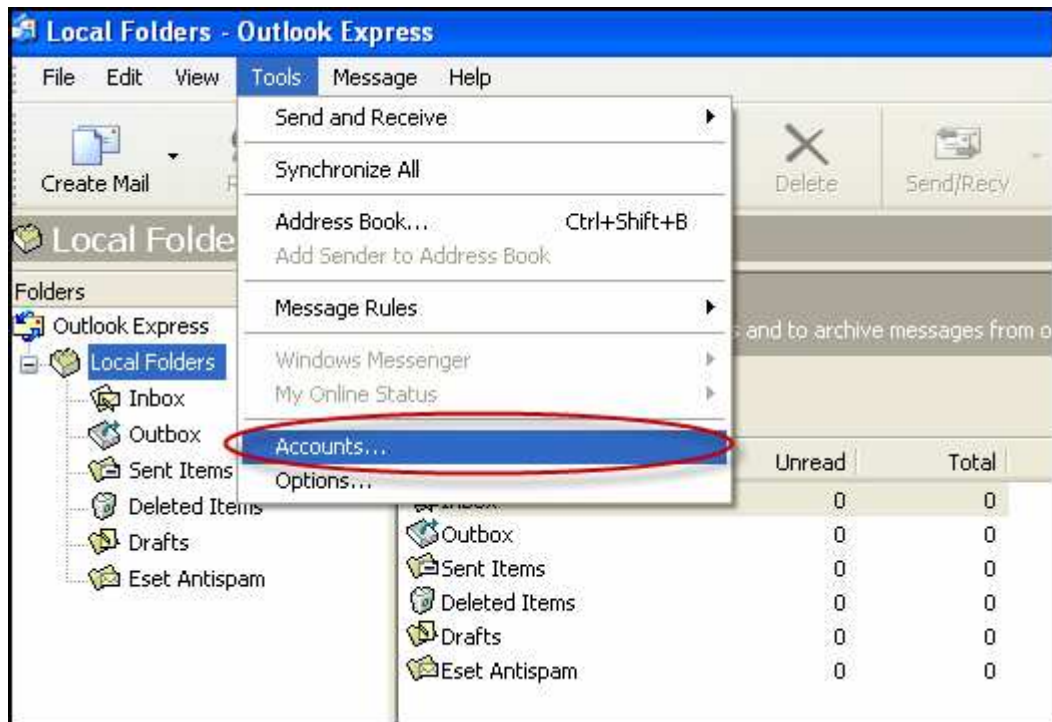 Local Folders - Outlook Express
File Edit View Tools Message Help
Create Mail
Delete
Send/Recv
Send and Receive
Synchronize All
Address Book... Ctrl+Shift+B
Add Sender to Address Book
Message Rules
Windows Messenger
My Online Status
Accounts...
Options...
Local Folde
Folders
Outlook Express
Local Folders
Inbox
Outbox
Sent Items
Deleted Items
Drafts
Eset Antispam
and to archive messages from o
Unread Total
Inbox 0 0
Outbox 0 0
Sent Items 0 0
Deleted Items 0 0
Drafts 0 0
Eset Antispam 0 0